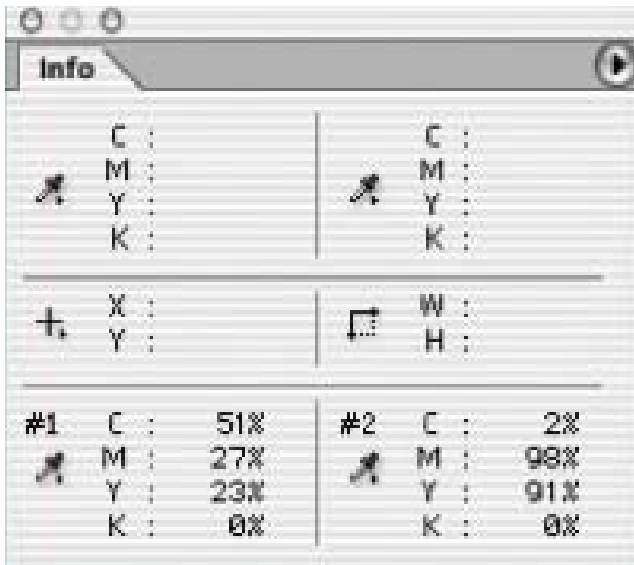 Info
C :
M :
Y :
K :
C :
M :
Y :
K :
X :
Y :
W :
H :
#1 C : 51%
M : 27%
Y : 23%
K : 0%
#2 C : 2%
M : 98%
Y : 91%
K : 0%